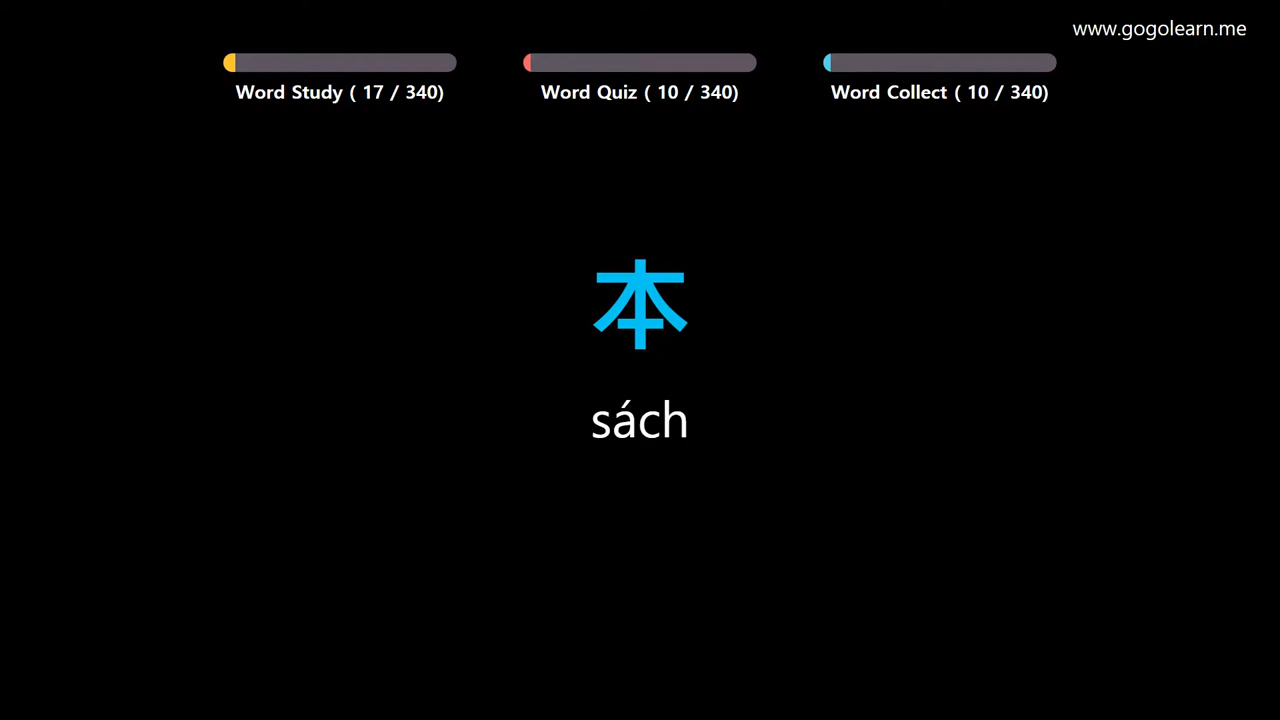 www.gogolearn.me
Word Study ( 17 / 340)
Word Quiz ( 10 / 340)
Word Collect ( 10 / 340)
本
sách